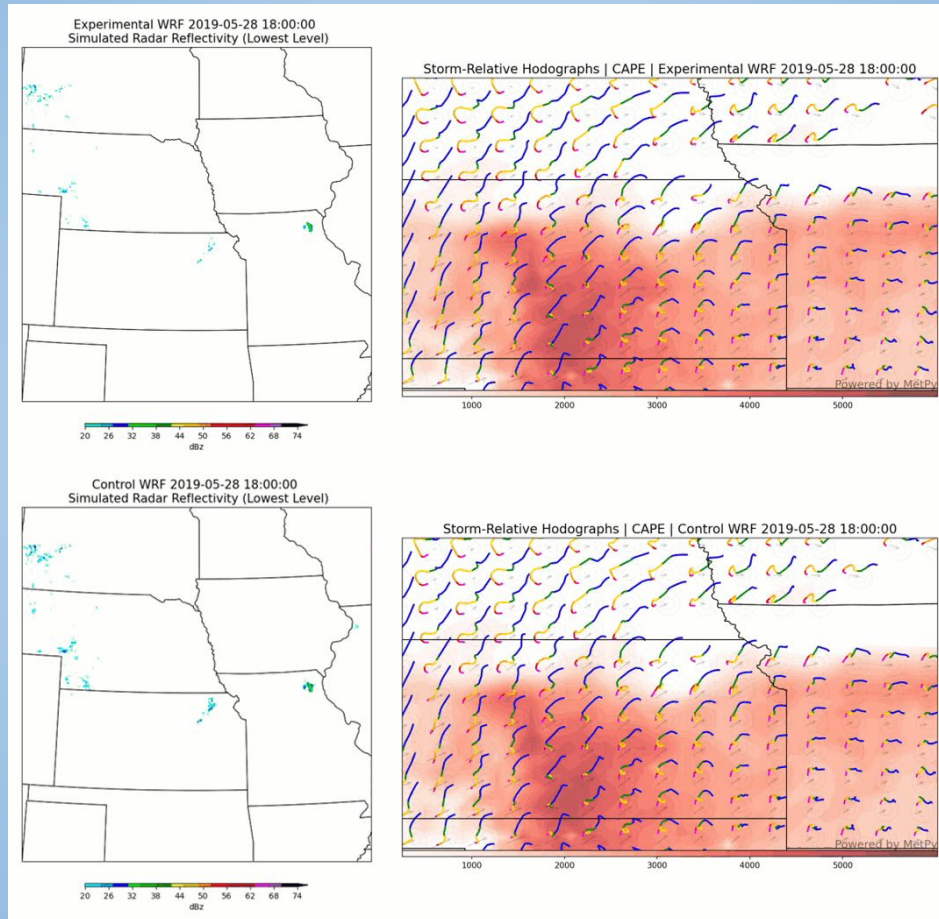 Experimental WRF 2019-05-28 18:00:00
Simulated Radar Reflectivity (Lowest Level)
20 26 32 38 44 50 56 62 68 74
dBz
Storm-Relative Hodographs | CAPE | Experimental WRF 2019-05-28 18:00:00
Powered by MetPy
1000 2000 3000 4000 5000
Control WRF 2019-05-28 18:00:00
Simulated Radar Reflectivity (Lowest Level)
20 26 32 38 44 50 56 62 68 74
dBz
Storm-Relative Hodographs | CAPE | Control WRF 2019-05-28 18:00:00
Powered by MetPy
1000 2000 3000 4000 5000